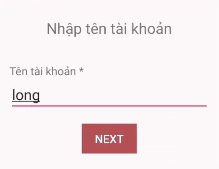 Nhập tên tài khoản
Tên tài khoản *
long
NEXT